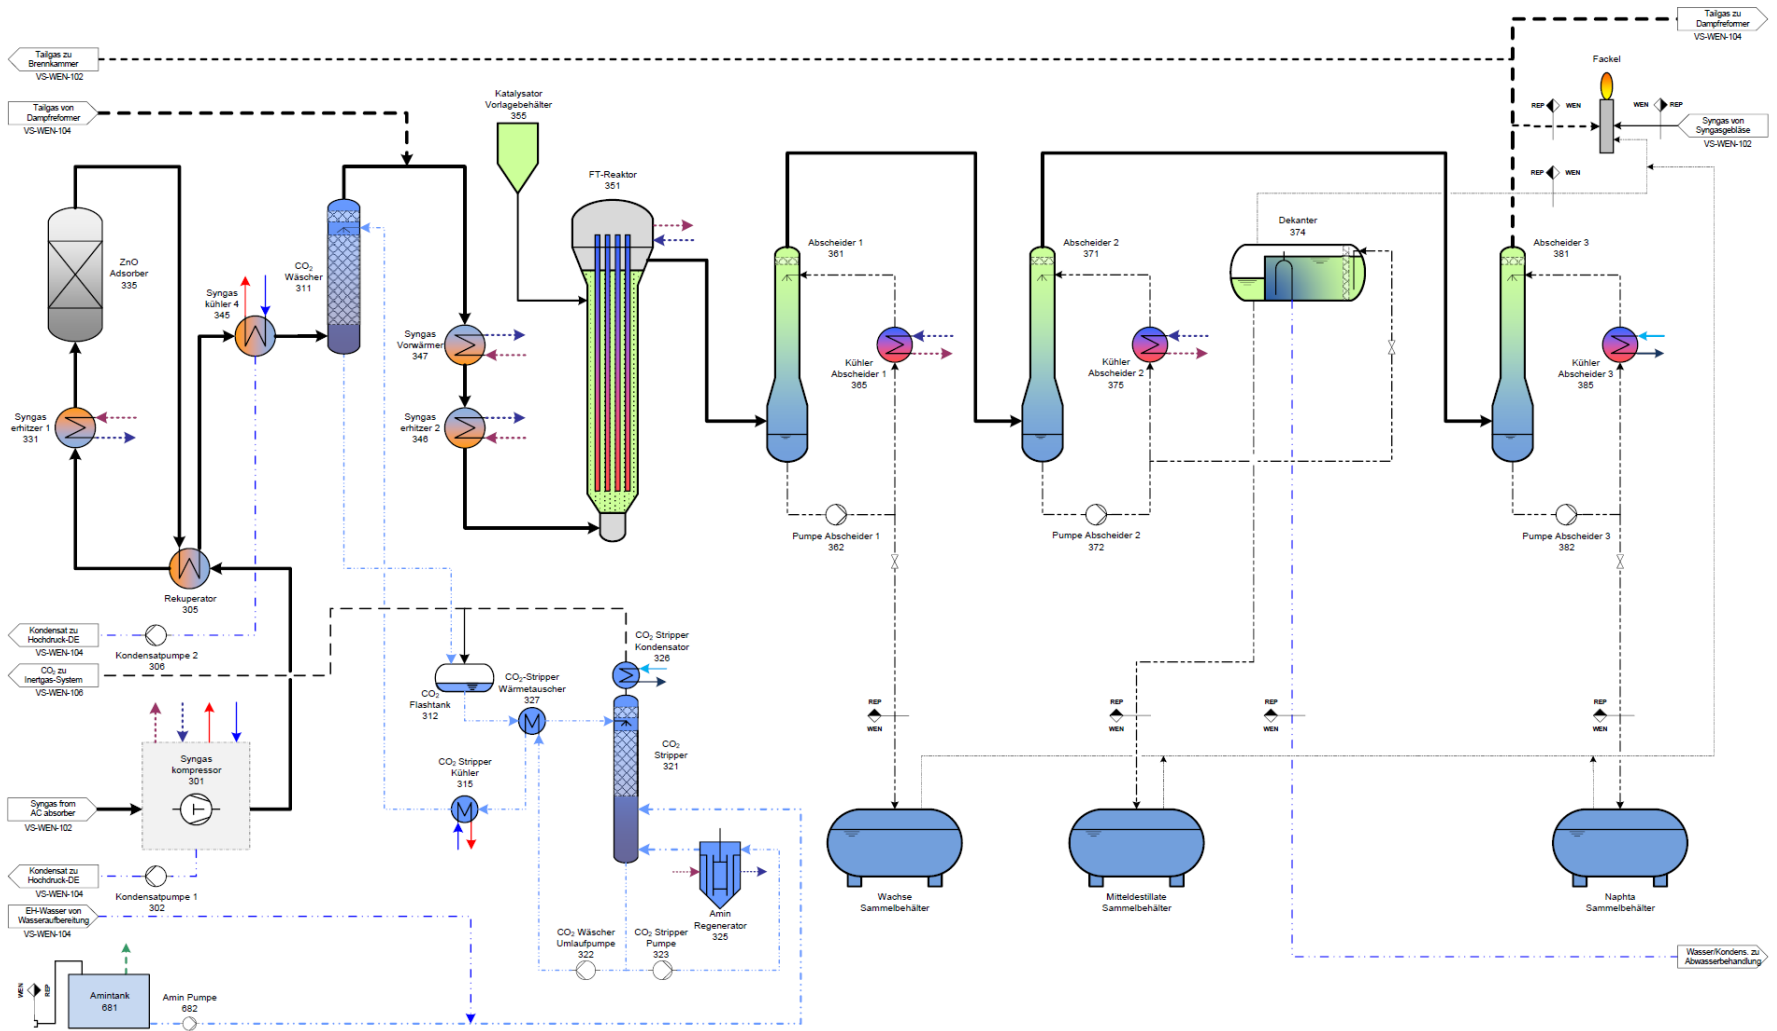 Tailgas zu
Brennkammer
VS-WEN-102
Tailgas von
Dampfreformer
VS-WEN-104
Tailgas zu
Dampfreformer
VS-WEN-104
Fackel
REP
WEN
WEN
REP
Syngas von
Syngasgebläse
VS-WEN-102
REP
WEN
Katalysator
Vorlagebehälter
355
FT-Reaktor
351
ZnO
Adsorber
335
Syngas
kühler 4
345
CO2
Wäscher
311
Syngas
Vorwärmer
347
Syngas
erhitzer 1
331
Syngas
erhitzer 2
346
Abscheider 1
361
Kühler
Abscheider 1
365
Abscheider 2
371
Kühler
Abscheider 2
375
Dekanter
374
Abscheider 3
381
Kühler
Abscheider 3
385
Pumpe Abscheider 1
362
Pumpe Abscheider 2
372
Pumpe Abscheider 3
382
Rekuperator
305
Kondensat zu
Hochdruck-DE
VS-WEN-104
Kondensatpumpe 2
306
CO2 zu
Inertgas-System
VS-WEN-106
CO2
Flashtank
312
CO2-Stripper
Wärmetauscher
327
CO2 Stripper
Kondensator
326
CO2
Stripper
321
CO2 Stripper
Kühler
315
Syngas
kompressor
301
Syngas from
AC absorber
VS-WEN-102
Kondensat zu
Hochdruck-DE
VS-WEN-104
Kondensatpumpe 1
302
EH-Wasser von
Wasseraufbereitung
VS-WEN-104
REP
WEN
REP
WEN
REP
WEN
REP
WEN
Wachse
Sammelbehälter
Mitteldestillate
Sammelbehälter
Naphta
Sammelbehälter
Amin
Regenerator
325
CO2 Wäscher
Umlaufpumpe
322
CO2 Stripper
Pumpe
323
Wasser/Kondens. zu
Abwasserbehandlung
WEN
REP
Amintank
681
Amin Pumpe
682